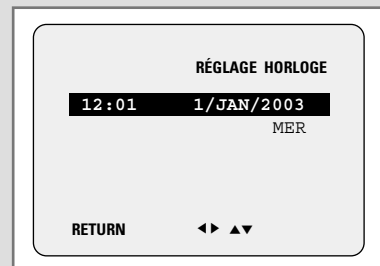 RÉGLAGE HORLOGE
12:01 1/JAN/2003
MER
RETURN ◀▶ ▲▼